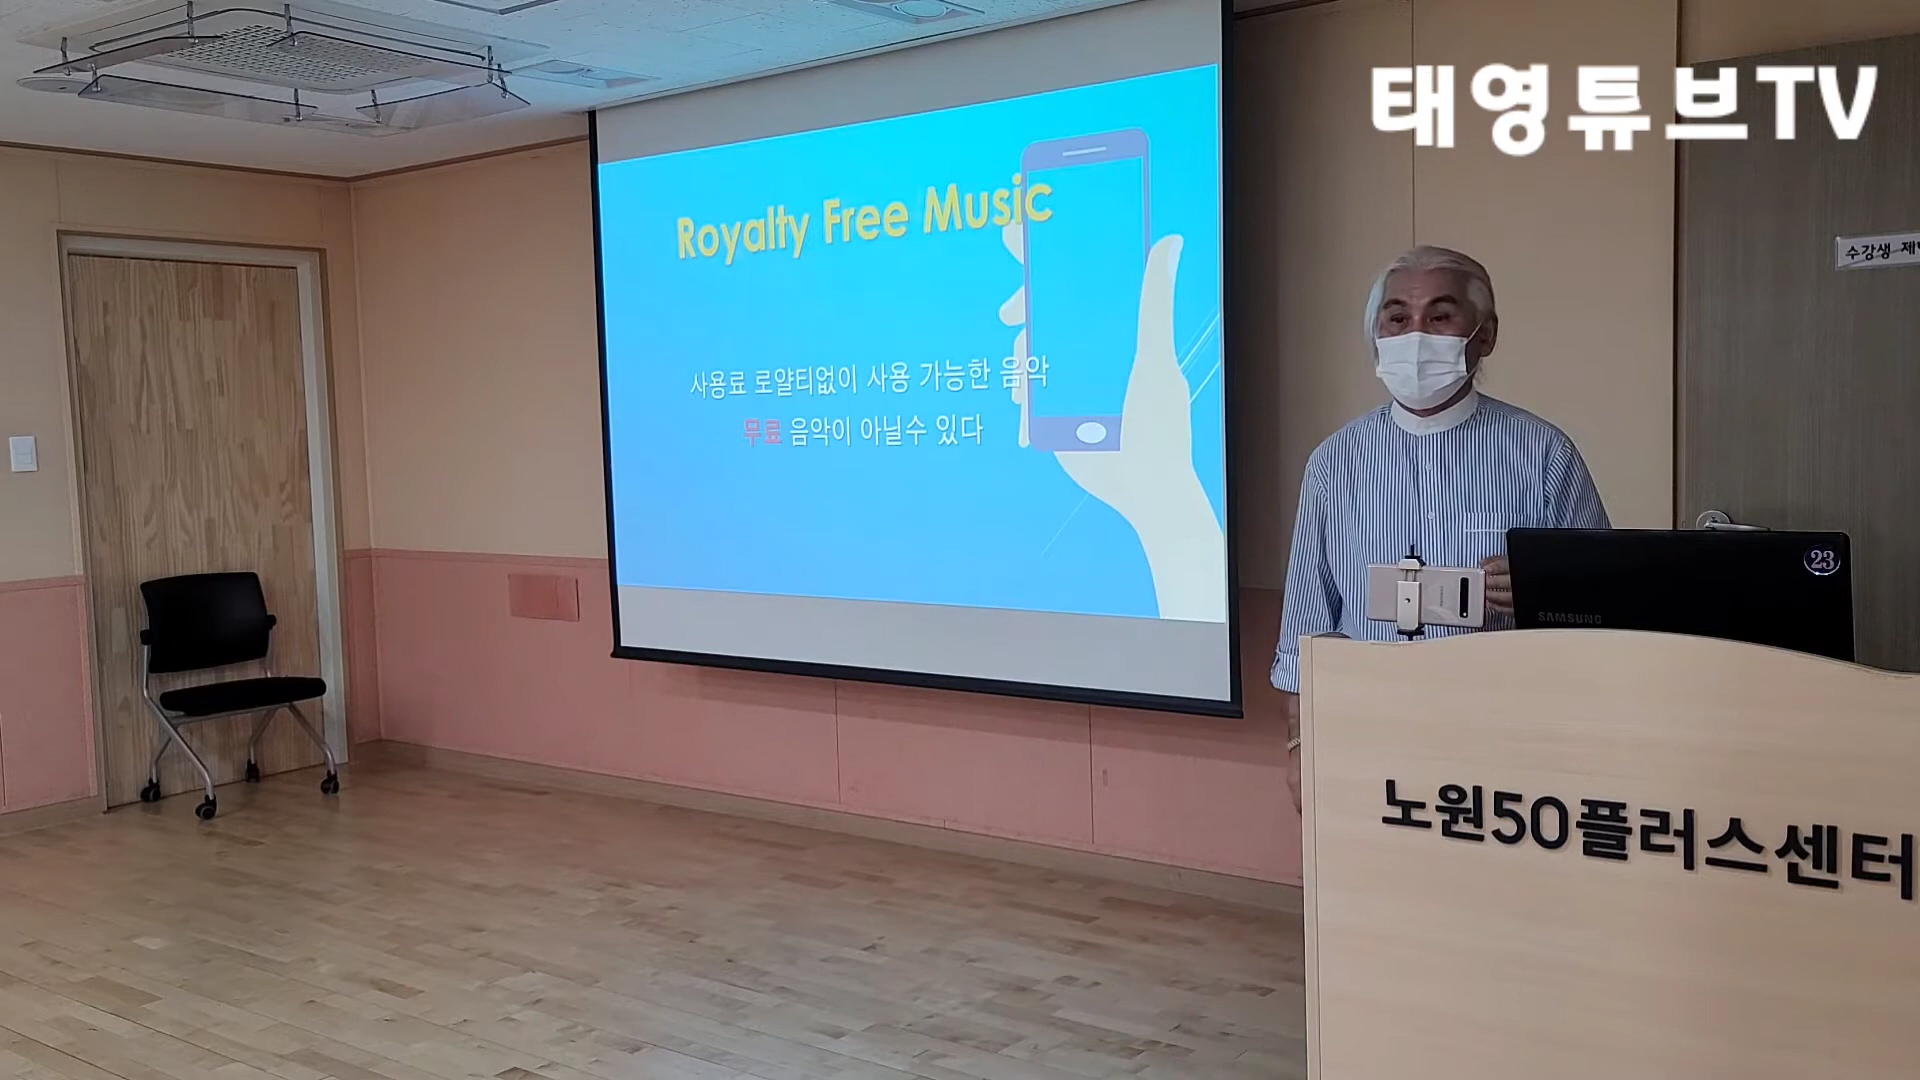 태영튜브TV
Royalty Free Music
사용료 로얄티없이 사용 가능한 음악
무료 음악이 아닐수 있다
수강생
23
SAMSUNG
노원50플러스센터